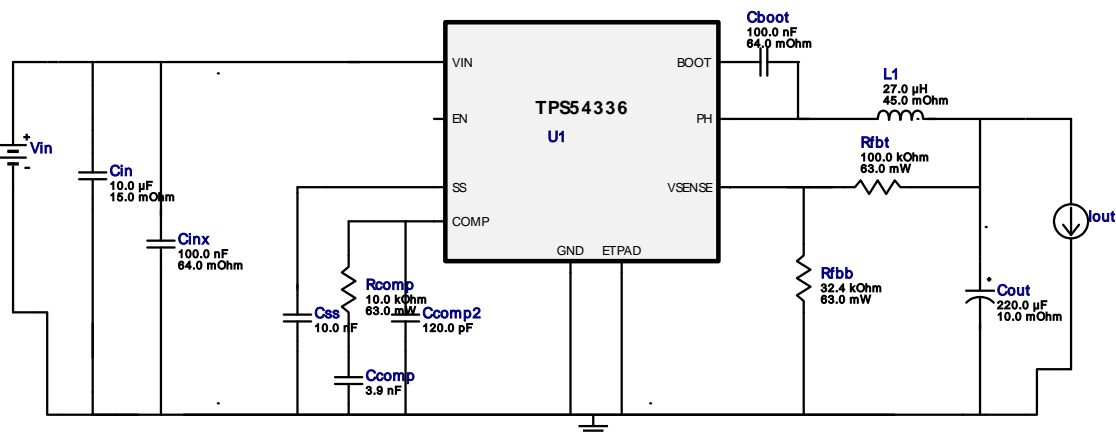 Cboot
100.0 nF
64.0 mOhm
VIN
BOOT
L1
27.0 µH
45.0 mOhm
TPS54336
U1
EN
PH
Vin
+
-
Cin
10.0 µF
15.0 mOhm
Rfbt
100.0 kOhm
63.0 mW
SS
VSENSE
COMP
Iout
Cinx
100.0 nF
64.0 mOhm
GND
ETPAD
Rfbb
32.4 kOhm
63.0 mW
Rcomp
10.0 kOhm
63.0 mW
Cout
220.0 µF
10.0 mOhm
Css
10.0 nF
Ccomp2
120.0 pF
Ccomp
3.9 nF